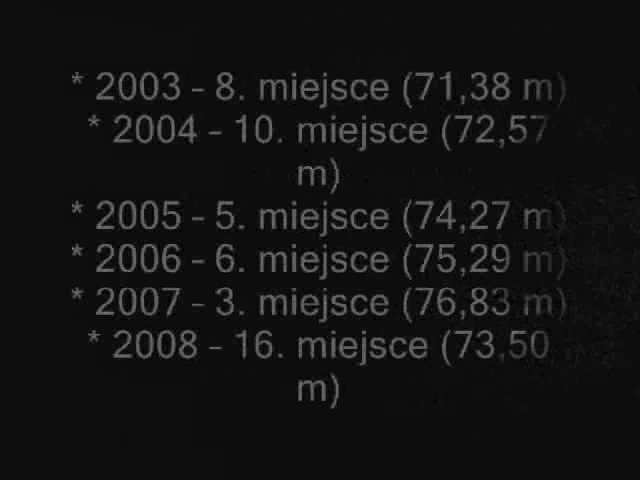 * 2003 - 8. miejsce (71,38 m)
* 2004 - 10. miejsce (72,57
m)
* 2005 - 5. miejsce (74,27 m)
* 2006 - 6. miejsce (75,29 m)
* 2007 - 3. miejsce (76,83 m)
* 2008 - 16. miejsce (73,50
m)